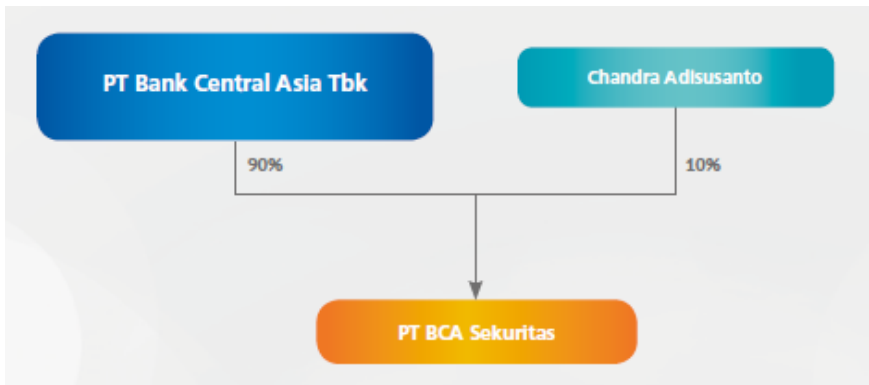 PT Bank Central Asia Tbk
Chandra Adisusanto
90%
10%
PT BCA Sekuritas